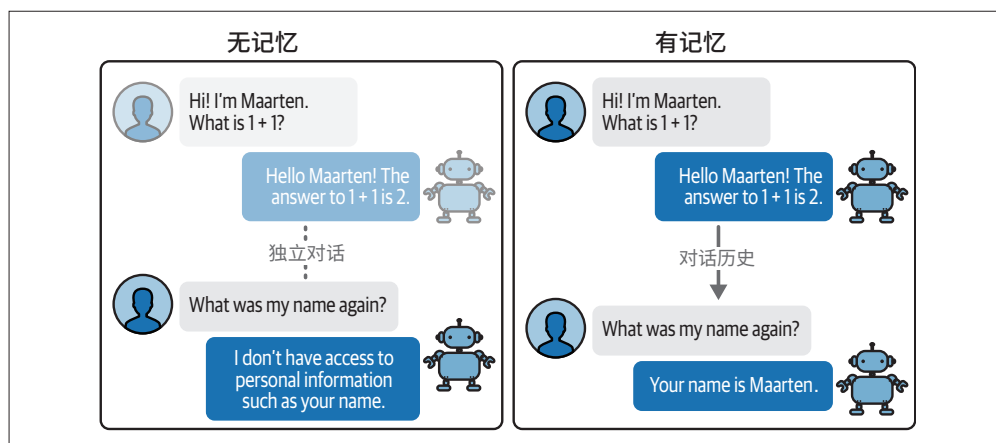 无记忆
Hi! I'm Maarten.
What is 1 + 1?
Hello Maarten! The
answer to 1 + 1 is 2.
独立对话
What was my name again?
I don't have access to
personal information
such as your name.
有记忆
Hi! I'm Maarten.
What is 1 + 1?
Hello Maarten! The
answer to 1 + 1 is 2.
对话历史
What was my name again?
Your name is Maarten.